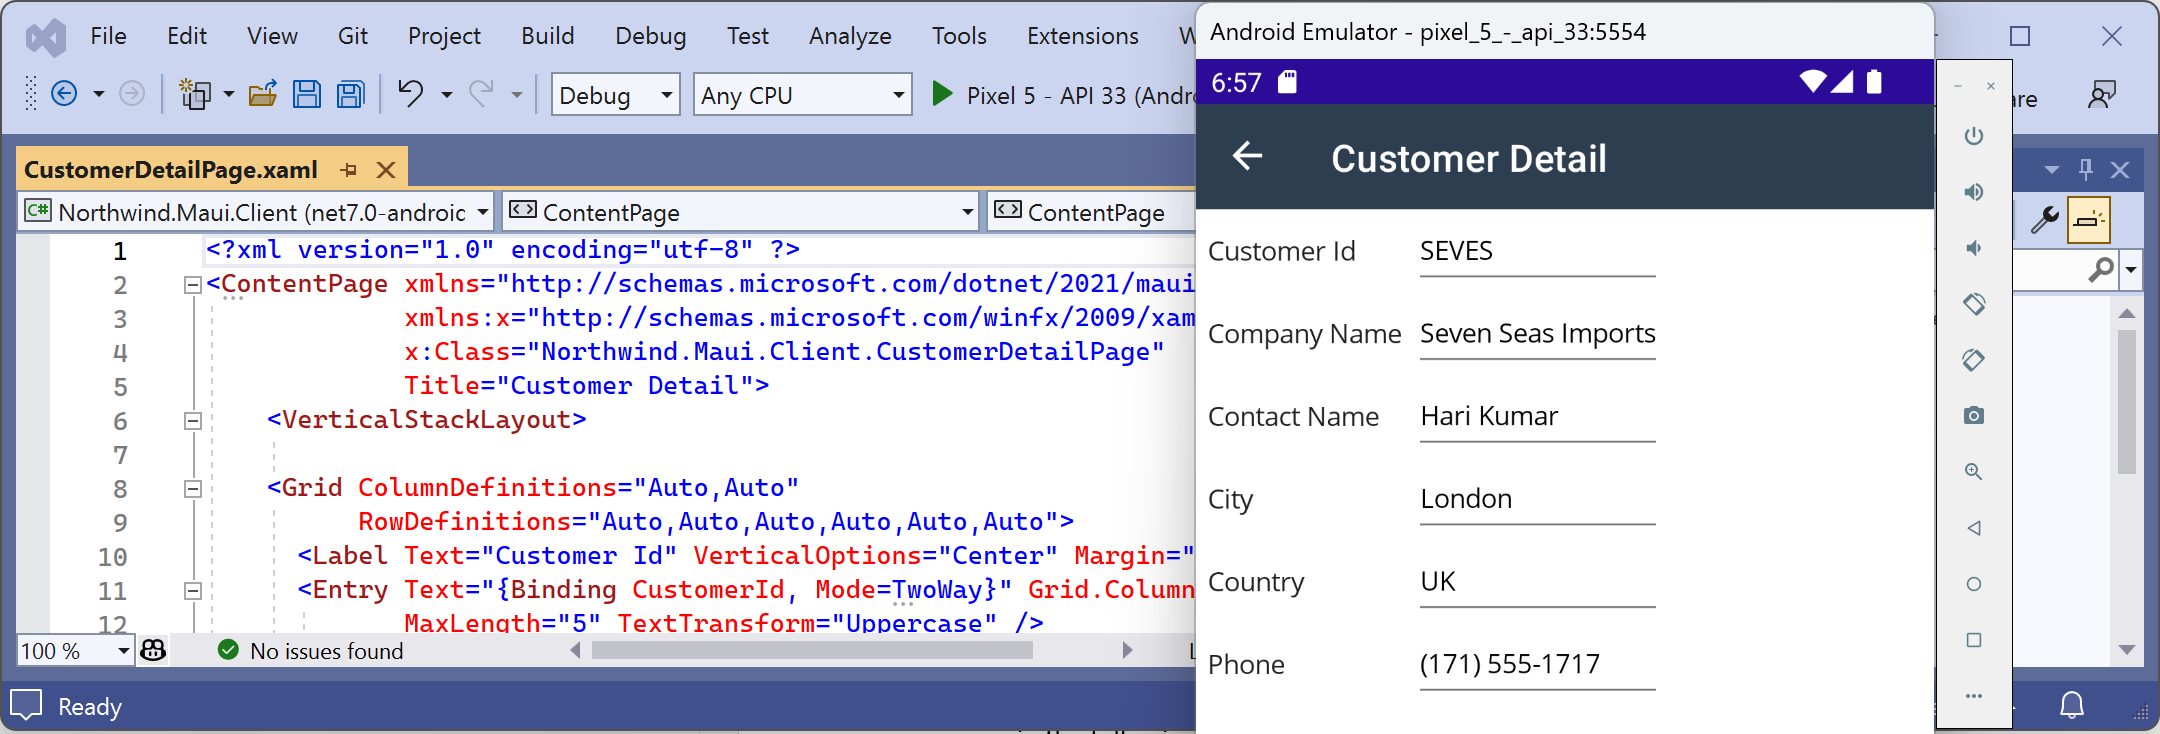 File Edit View Git Project Build Debug Test Analyze Tools Extensions
Debug Any CPU Pixel 5 - API 33 (Andr
CustomerDetailPage.xaml
Northwind.Maui.Client (net7.0-android ContentPage ContentPage
1 <?xml version="1.0" encoding="utf-8" ?>
2 <ContentPage xmlns="http://schemas.microsoft.com/dotnet/2021/maui
3 xmlns:x="http://schemas.microsoft.com/winfx/2009/xam
4 x:Class="Northwind.Maui.Client.CustomerDetailPage"
5 Title="Customer Detail">
6 <VerticalStackLayout>
7
8 <Grid ColumnDefinitions="Auto,Auto"
9 RowDefinitions="Auto,Auto,Auto,Auto,Auto,Auto">
10 <Label Text="Customer Id" VerticalOptions="Center" Margin="
11 <Entry Text="{Binding CustomerId, Mode=TwoWay}" Grid.Column
12 MaxLength="5" TextTransform="Uppercase" />
100 % No issues found
Ready
Android Emulator - pixel_5_-_api_33:5554
6:57
Customer Detail
Customer Id SEVES
Company Name Seven Seas Imports
Contact Name Hari Kumar
City London
Country UK
Phone (171) 555-1717